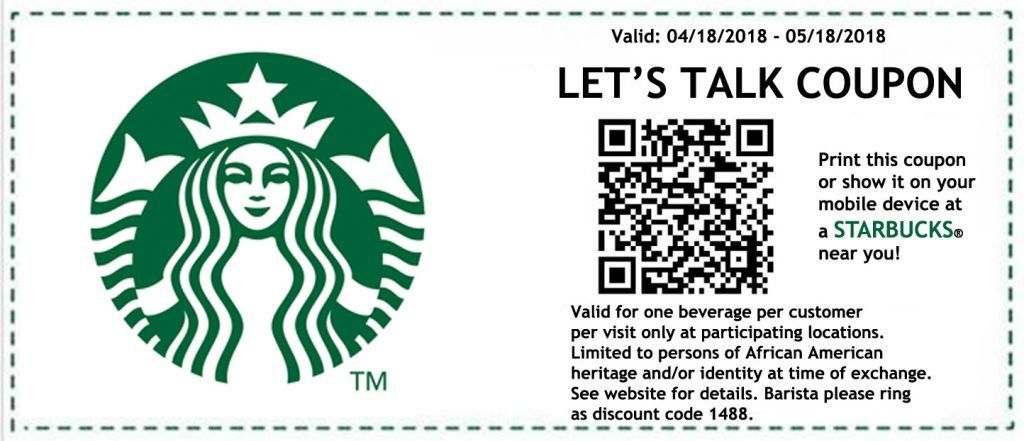 Valid: 04/18/2018 - 05/18/2018
LET’S TALK COUPON
Print this coupon
or show it on your
mobile device at
a STARBUCKS®
near you!
Valid for one beverage per customer
per visit only at participating locations.
Limited to persons of African American
heritage and/or identity at time of exchange.
See website for details. Barista please ring
as discount code 1488.
TM